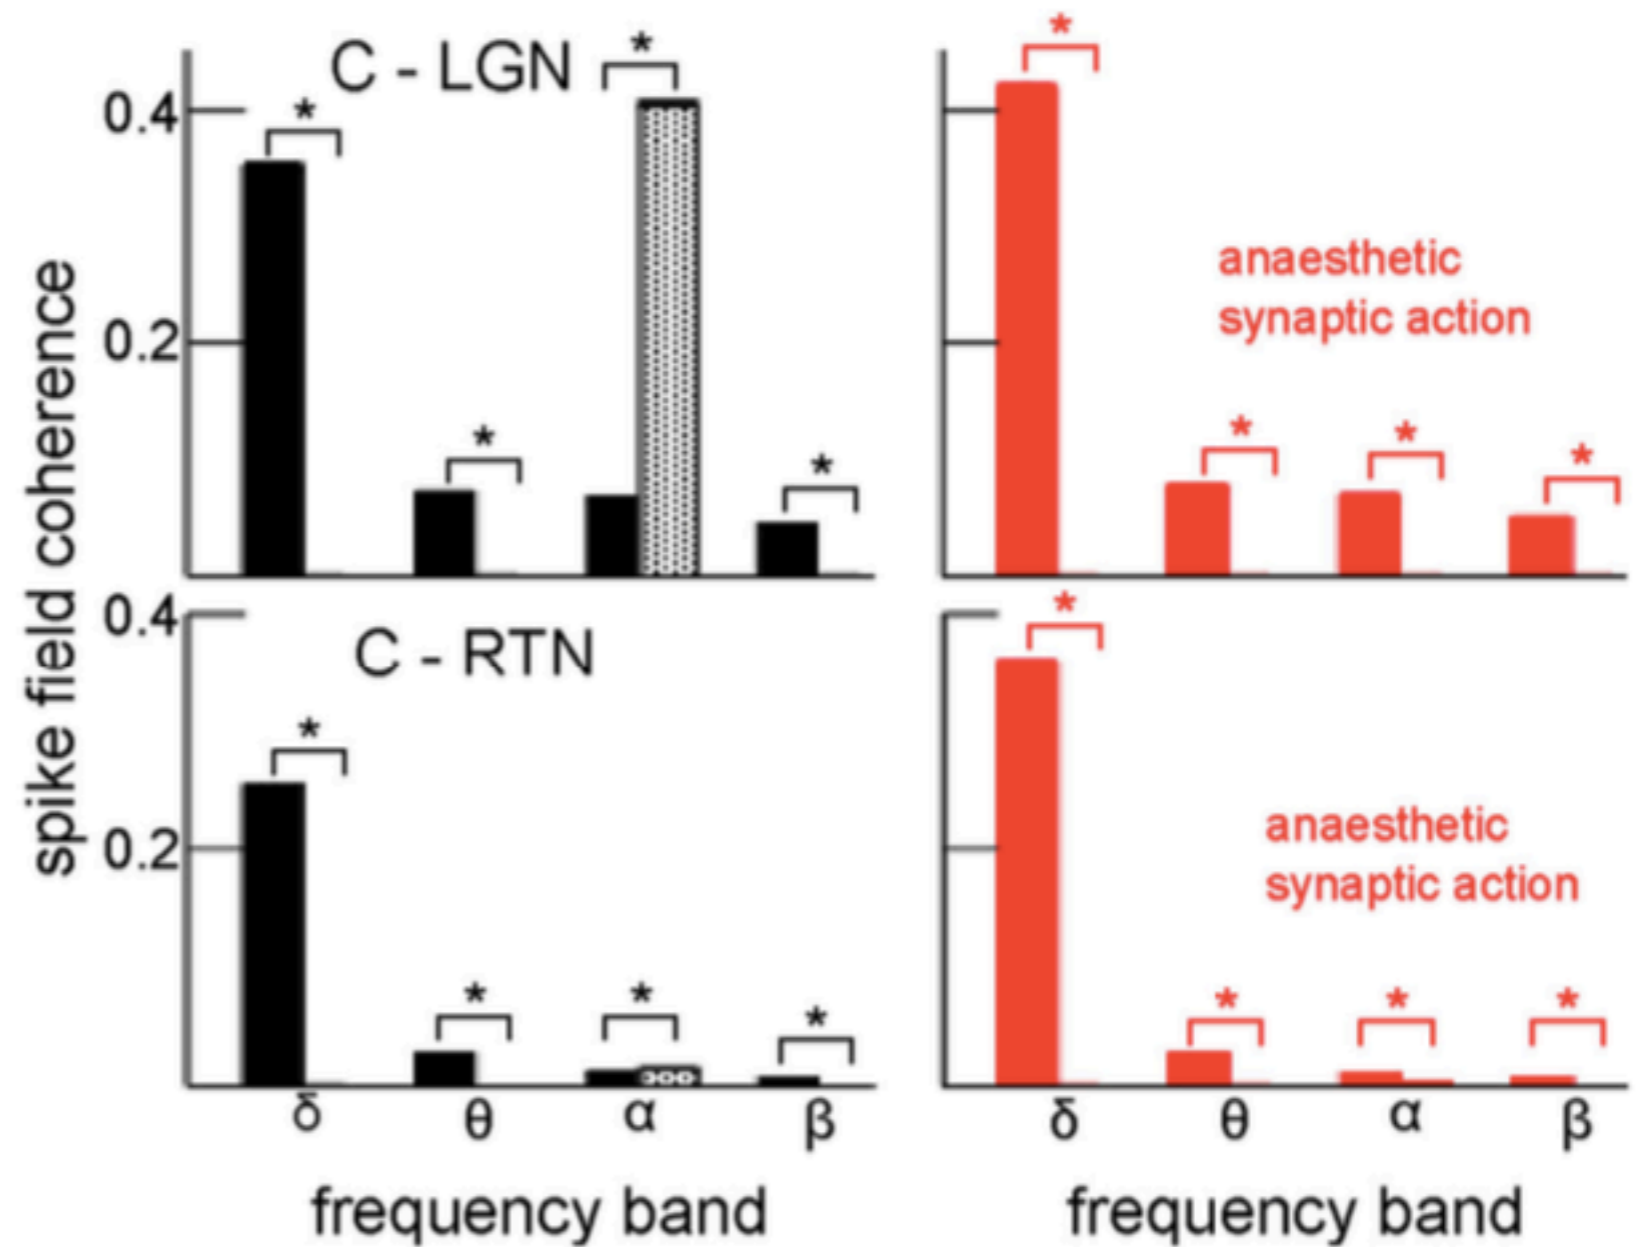 spike field coherence
C - LGN
0.4
0.2
*
*
*
*
*
*
*
*
anaesthetic
synaptic action
C - RTN
0.4
0.2
*
*
*
*
*
*
*
*
anaesthetic
synaptic action
δ θ α β
δ θ α β
frequency band
frequency band